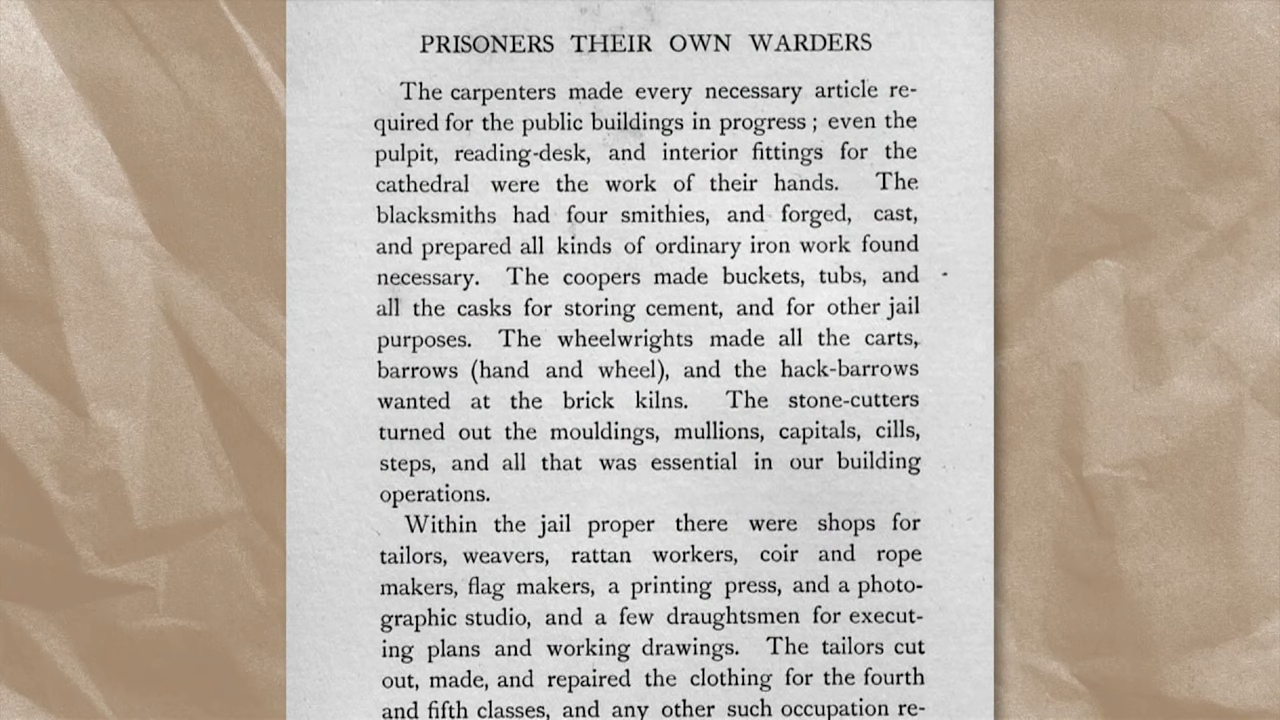 PRISONERS THEIR OWN WARDERS
The carpenters made every necessary article re-
quired for the public buildings in progress; even the
pulpit, reading-desk, and interior fittings for the
cathedral were the work of their hands. The
blacksmiths had four smithies, and forged, cast,
and prepared all kinds of ordinary iron work found
necessary. The coopers made buckets, tubs, and
all the casks for storing cement, and for other jail
purposes. The wheelwrights made all the carts,
barrows (hand and wheel), and the hack-barrows
wanted at the brick kilns. The stone-cutters
turned out the mouldings, mullions, capitals, cills,
steps, and all that was essential in our building
operations.
Within the jail proper there were shops for
tailors, weavers, rattan workers, coir and rope
makers, flag makers, a printing press, and a photo-
graphic studio, and a few draughtsmen for execut-
ing plans and working drawings. The tailors cut
out, made, and repaired the clothing for the fourth
and fifth classes, and any other such occupation re-